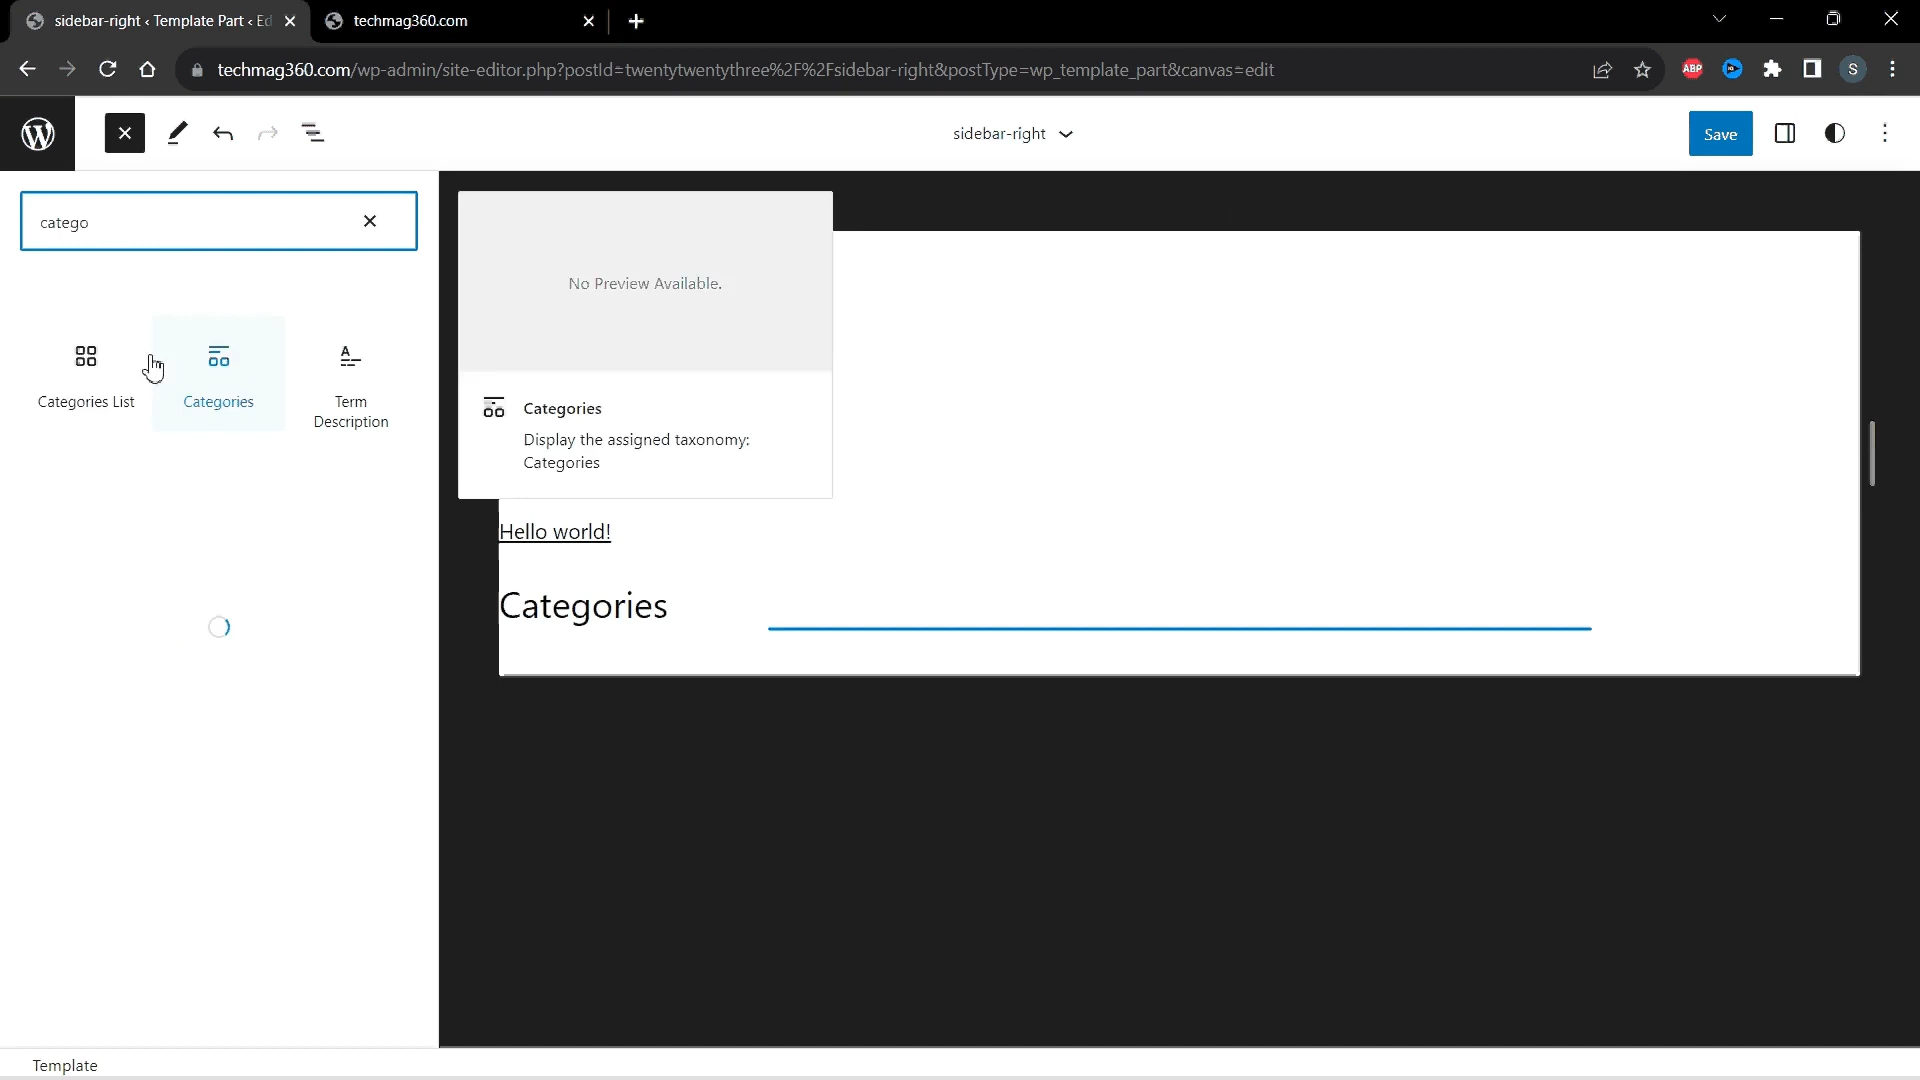 sidebar-right ‹ Template Part ‹ Ed
techmag360.com
techmag360.com/wp-admin/site-editor.php?postId=twentytwentythree%2F%2Fsidebar-right&postType=wp_template_part&canvas=edit
ABP
S
sidebar-right
Save
catego
No Preview Available.
Categories List
Categories
Term
Description
Categories
Display the assigned taxonomy:
Categories
Hello world!
Categories
Template